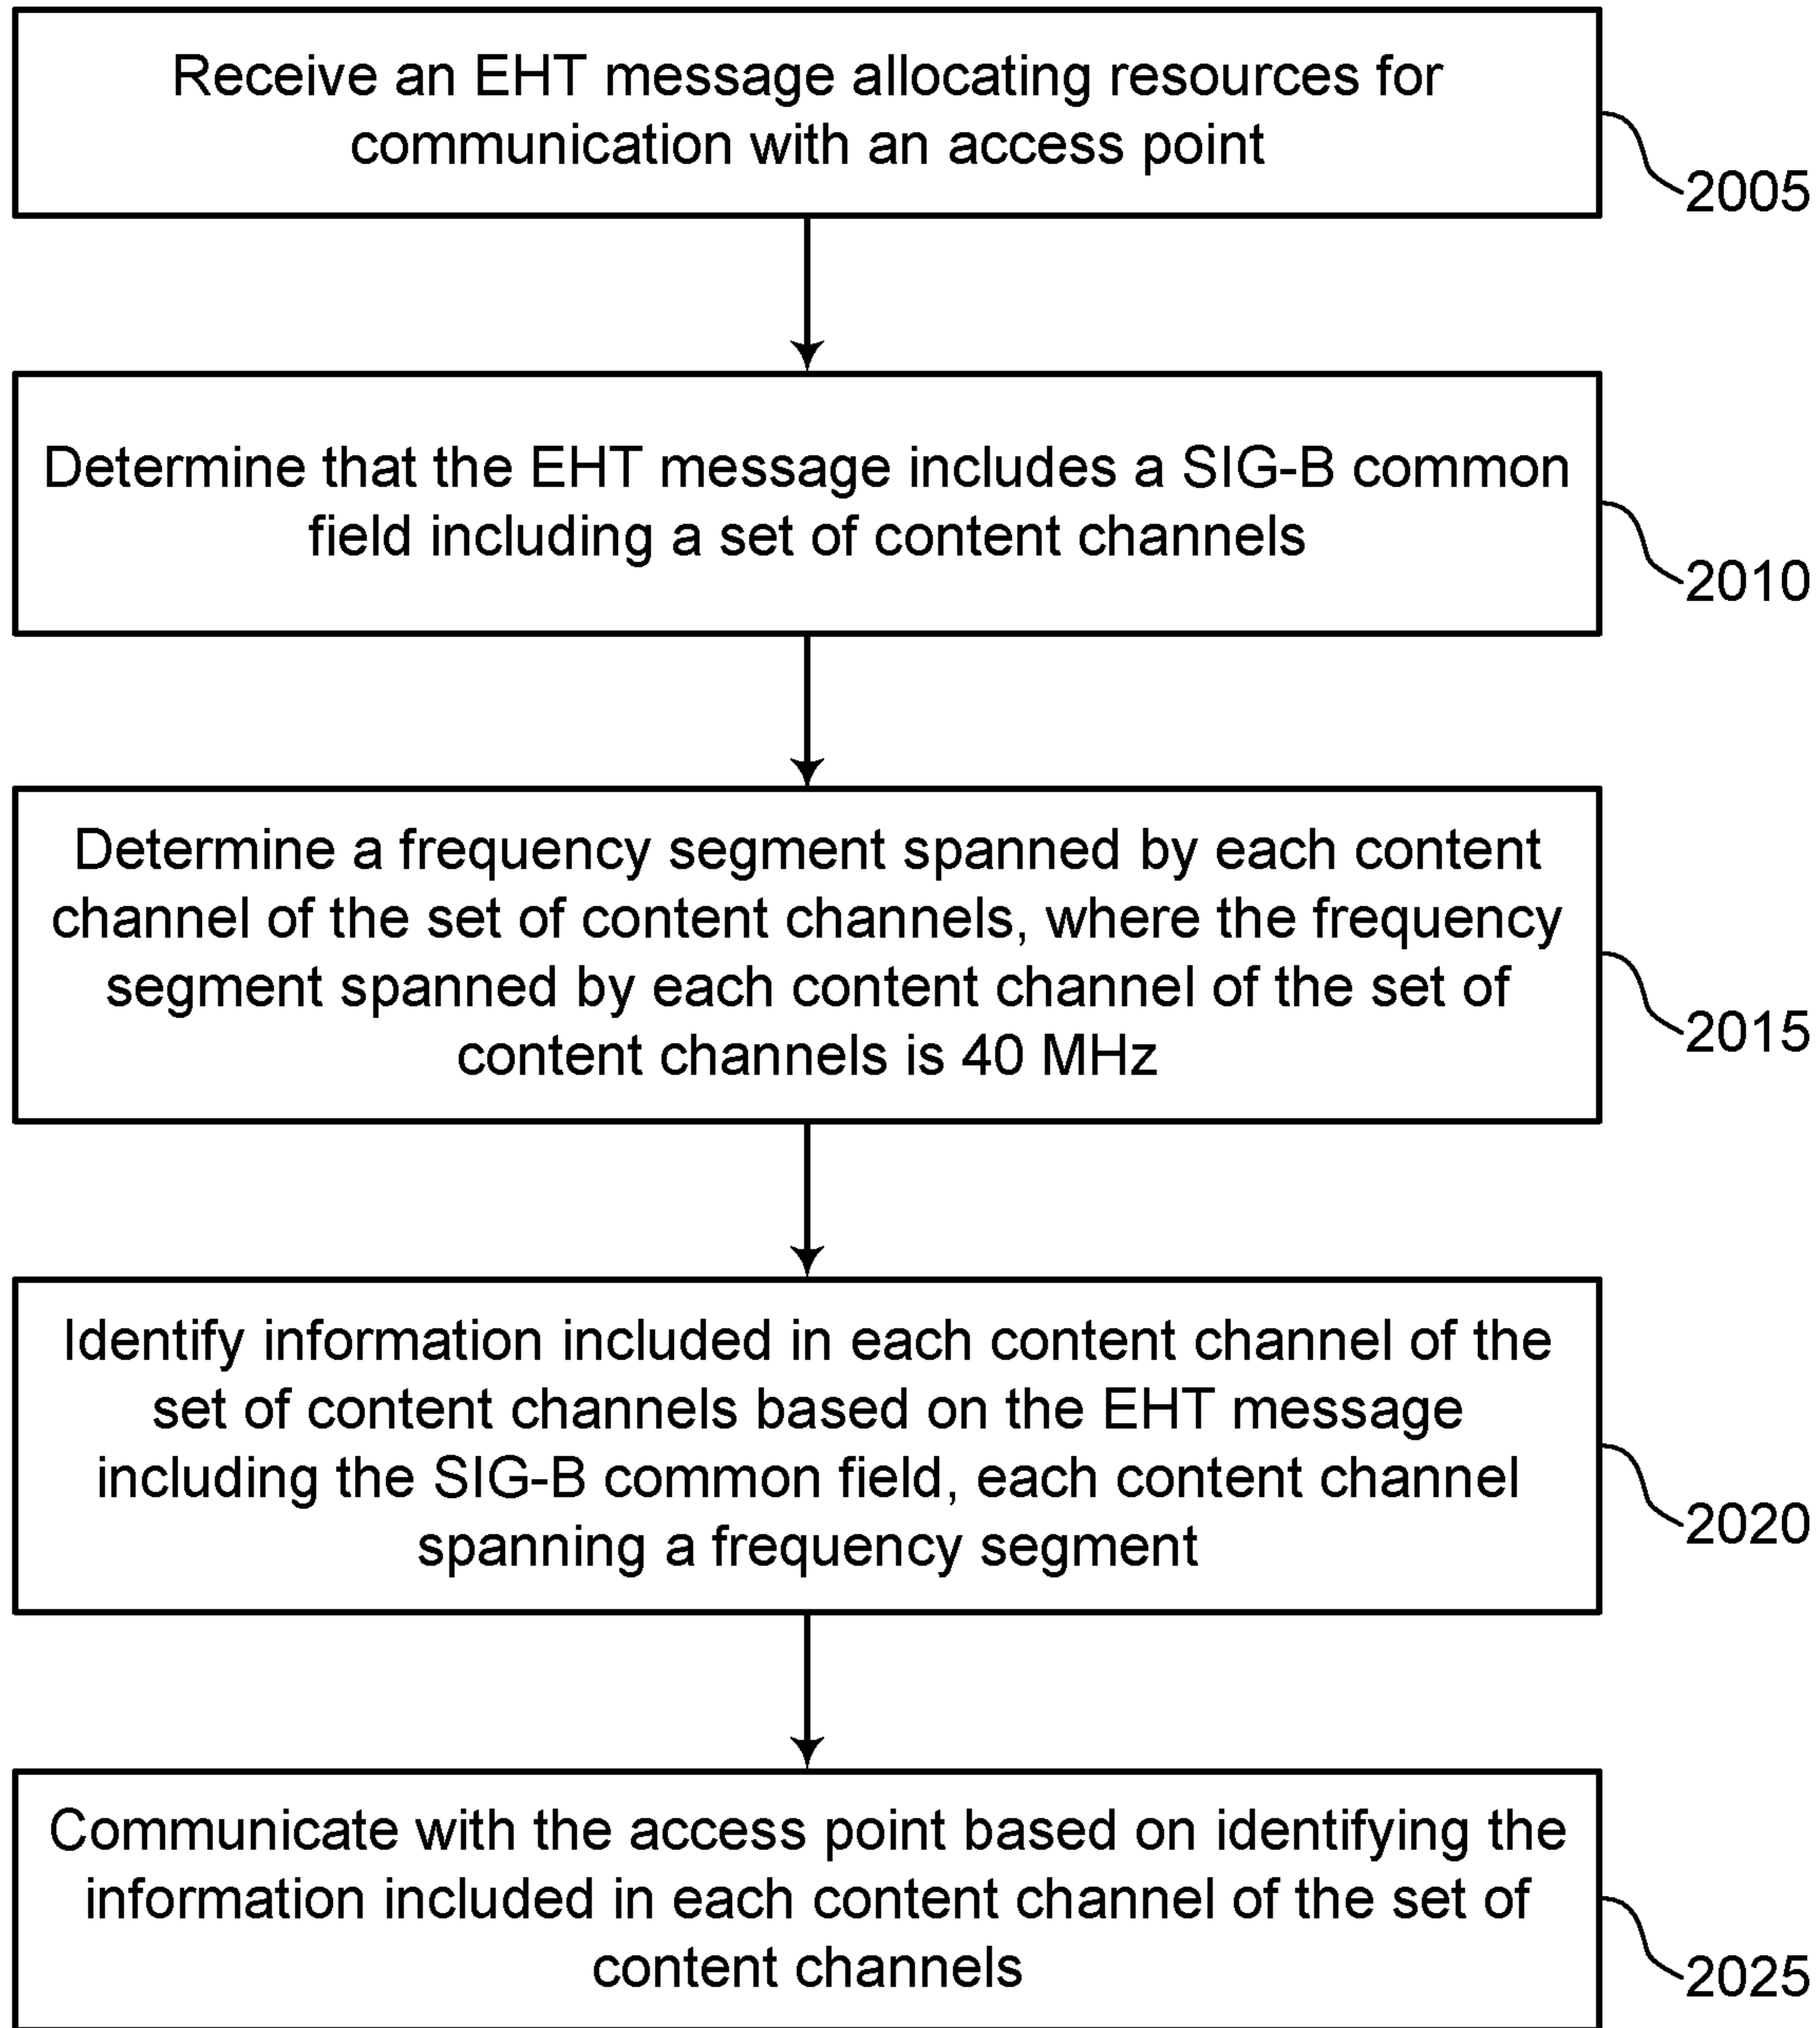 Receive an EHT message allocating resources for
communication with an access point
2005
Determine that the EHT message includes a SIG-B common
field including a set of content channels
2010
Determine a frequency segment spanned by each content
channel of the set of content channels, where the frequency
segment spanned by each content channel of the set of
content channels is 40 MHz
2015
Identify information included in each content channel of the
set of content channels based on the EHT message
including the SIG-B common field, each content channel
spanning a frequency segment
2020
Communicate with the access point based on identifying the
information included in each content channel of the set of
content channels
2025